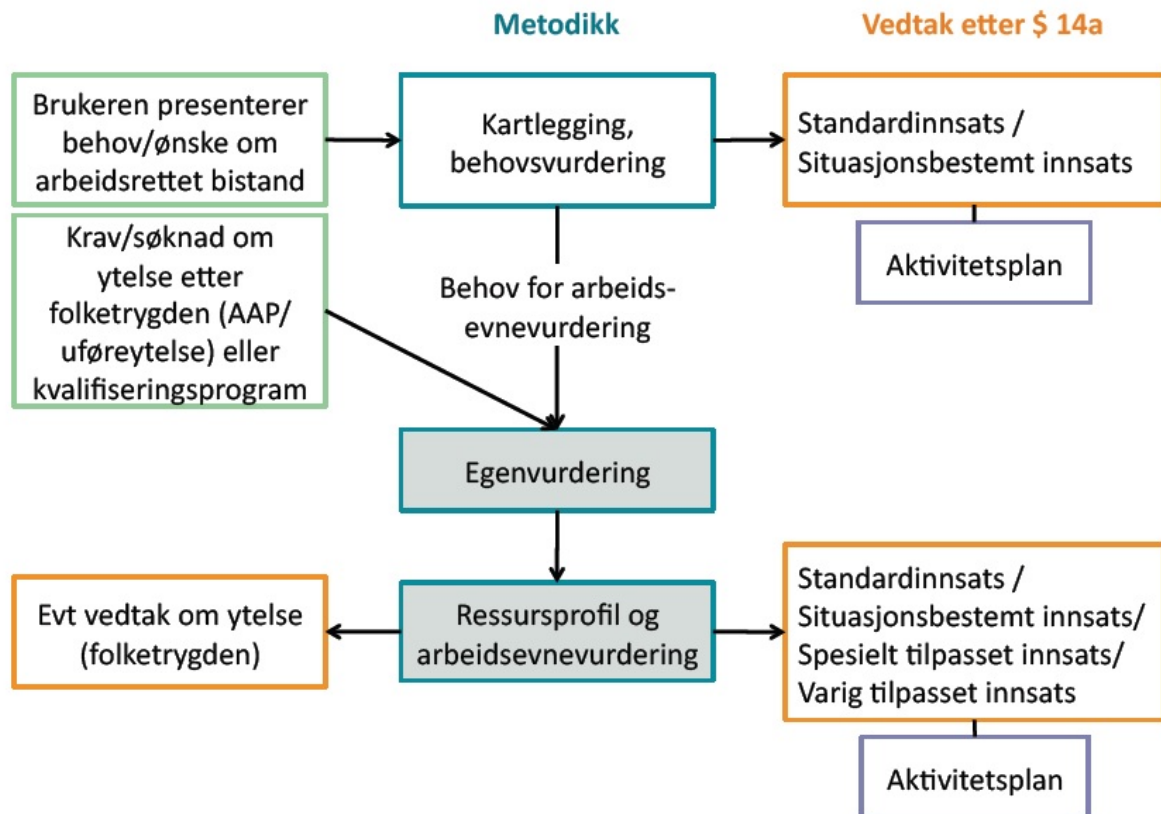 Metodikk
Vedtak etter $ 14a
Brukeren presenterer
behov/ønske om
arbeidsrettet bistand
Kartlegging,
behovsvurdering
Standardinnsats /
Situasjonsbestemt innsats
Aktivitetsplan
Krav/søknad om
ytelse etter
folketrygden (AAP/
uføreytelse) eller
kvalifiseringsprogram
Behov for arbeids-
evnevurdering
Egenvurdering
Evt vedtak om ytelse
(folketrygden)
Ressursprofil og
arbeidsevnevurdering
Standardinnsats /
Situasjonsbestemt innsats/
Spesielt tilpasset innsats/
Varig tilpasset innsats
Aktivitetsplan